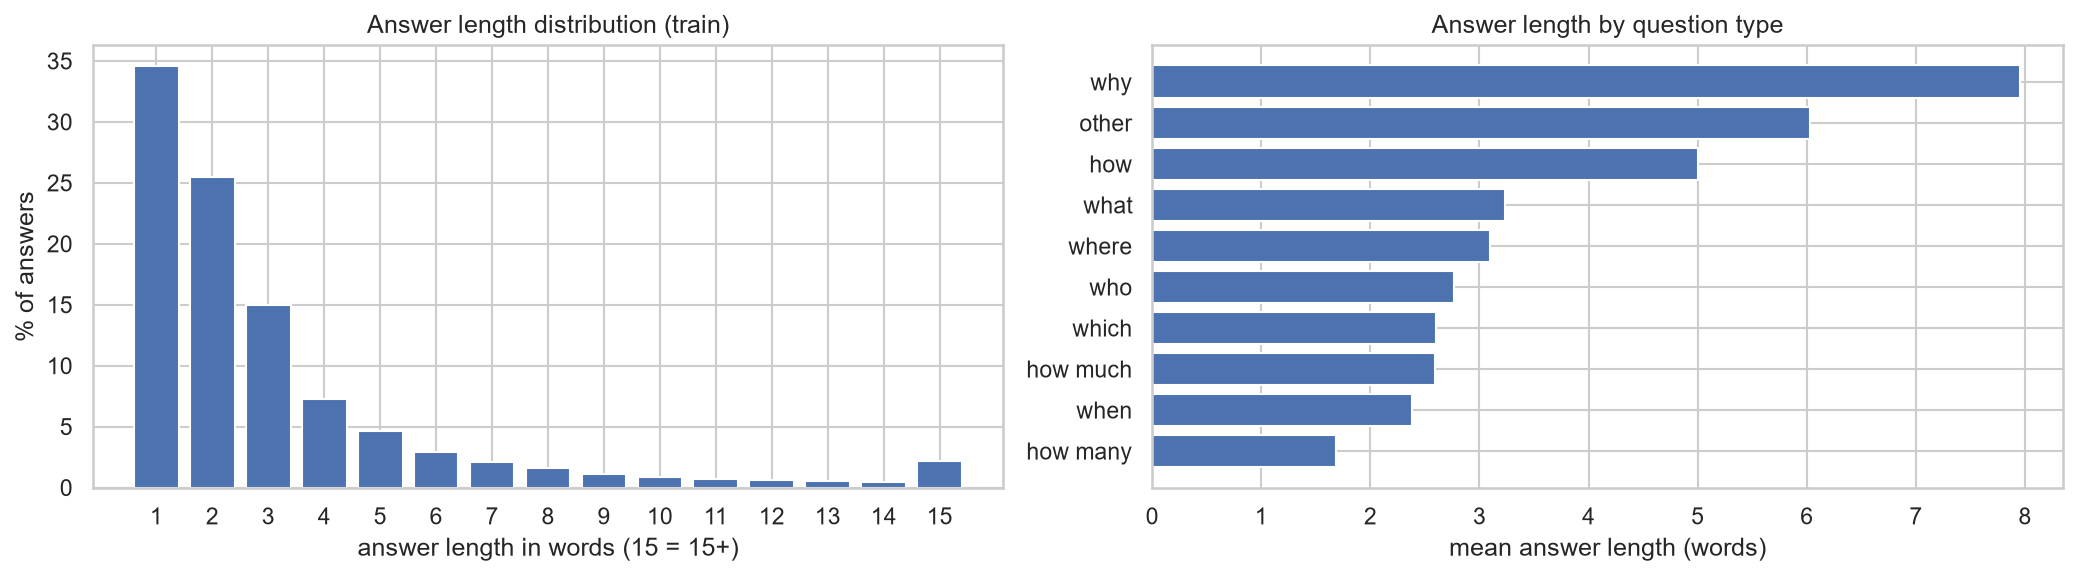 Answer length distribution (train)
% of answers
35
30
25
20
15
10
5
0
1 2 3 4 5 6 7 8 9 10 11 12 13 14 15
answer length in words (15 = 15+)
Answer length by question type
why
other
how
what
where
who
which
how much
when
how many
0 1 2 3 4 5 6 7 8
mean answer length (words)